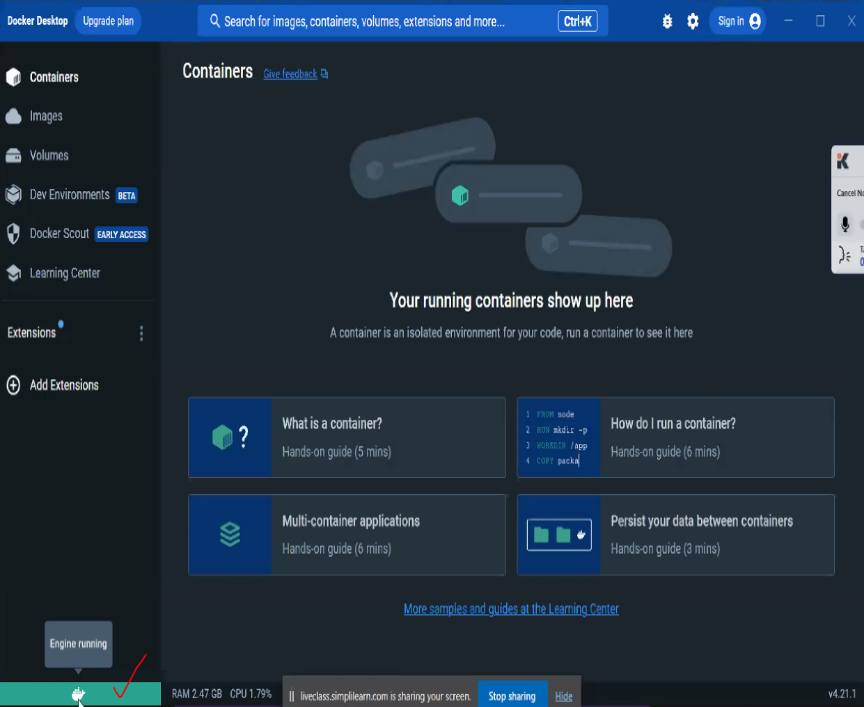 Docker Desktop Upgrade plan Search for images, containers, volumes, extensions and more... Ctrl+K Sign in
Containers
Images
Volumes
Dev Environments BETA
Docker Scout EARLY ACCESS
Learning Center
Extensions
Add Extensions
Containers Give feedback
Your running containers show up here
A container is an isolated environment for your code, run a container to see it here
?
What is a container?
Hands-on guide (5 mins)
1 FROM node
2 RUN mkdir -p
3 WORKDIR /app
4 COPY packa
How do I run a container?
Hands-on guide (6 mins)
Multi-container applications
Hands-on guide (6 mins)
Persist your data between containers
Hands-on guide (3 mins)
More samples and guides at the Learning Center
K
Cancel
Engine running
RAM 2.47 GB CPU 1.79% liveclass.simplilearn.com is sharing your screen. Stop sharing Hide v4.21.1